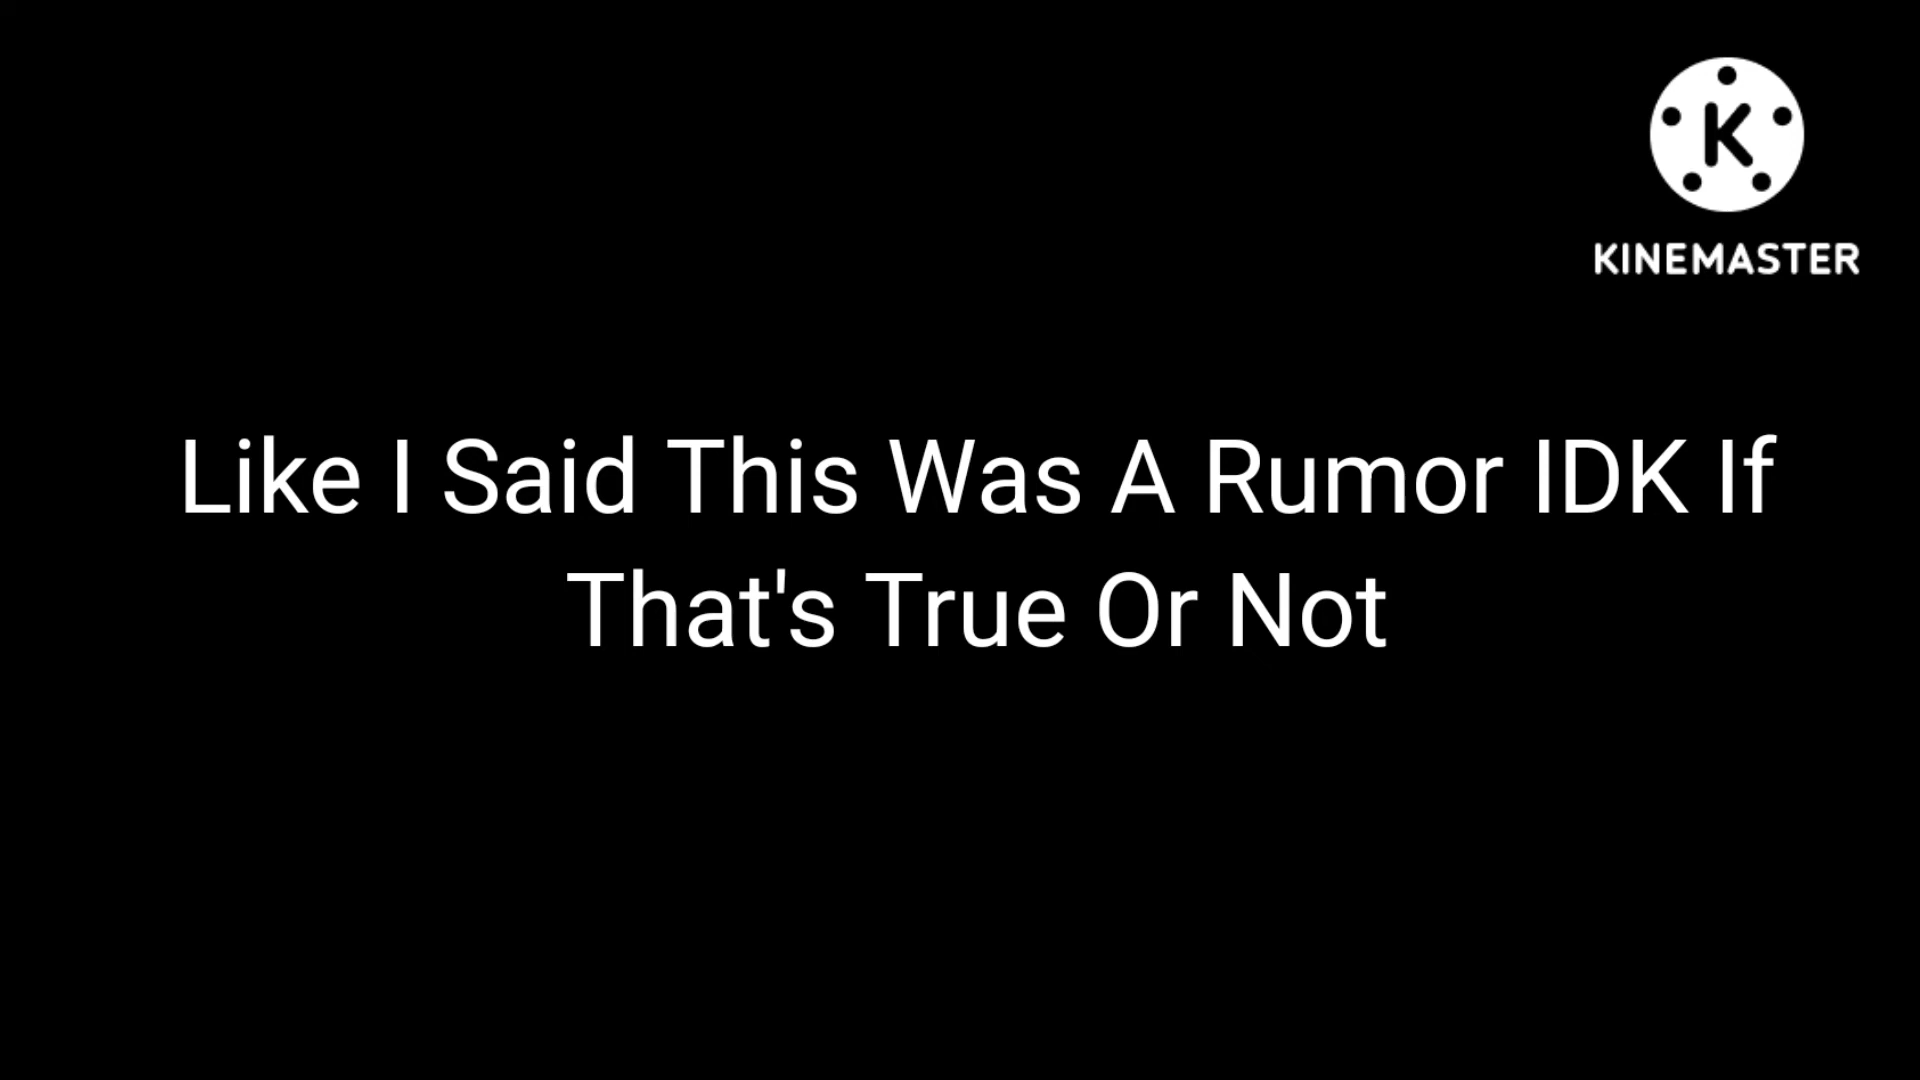 K
KINEMASTER
Like I Said This Was A Rumor IDK If
That's True Or Not